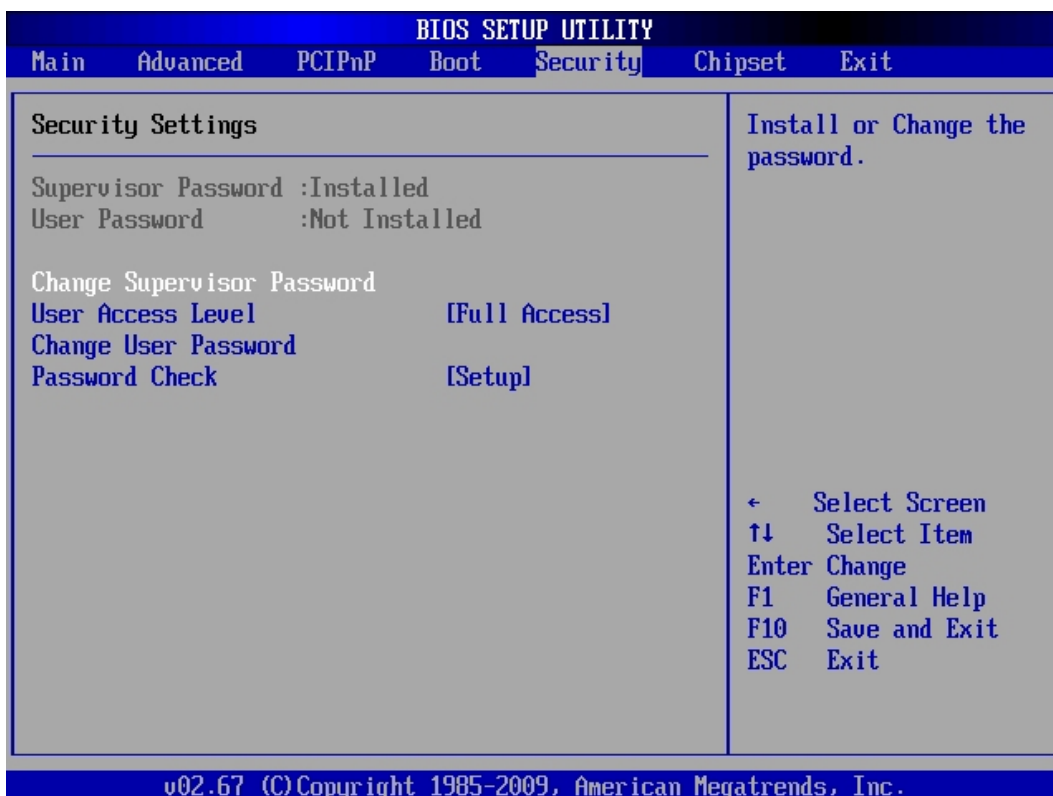 BIOS SETUP UTILITY
Main Advanced PCIPnP Boot Security Chipset Exit
Security Settings
Supervisor Password :Installed
User Password :Not Installed
Change Supervisor Password
User Access Level [Full Access]
Change User Password
Password Check [Setup]
Install or Change the
password.
← Select Screen
↑↓ Select Item
Enter Change
F1 General Help
F10 Save and Exit
ESC Exit
v02.67 (C)Copyright 1985-2009, American Megatrends, Inc.